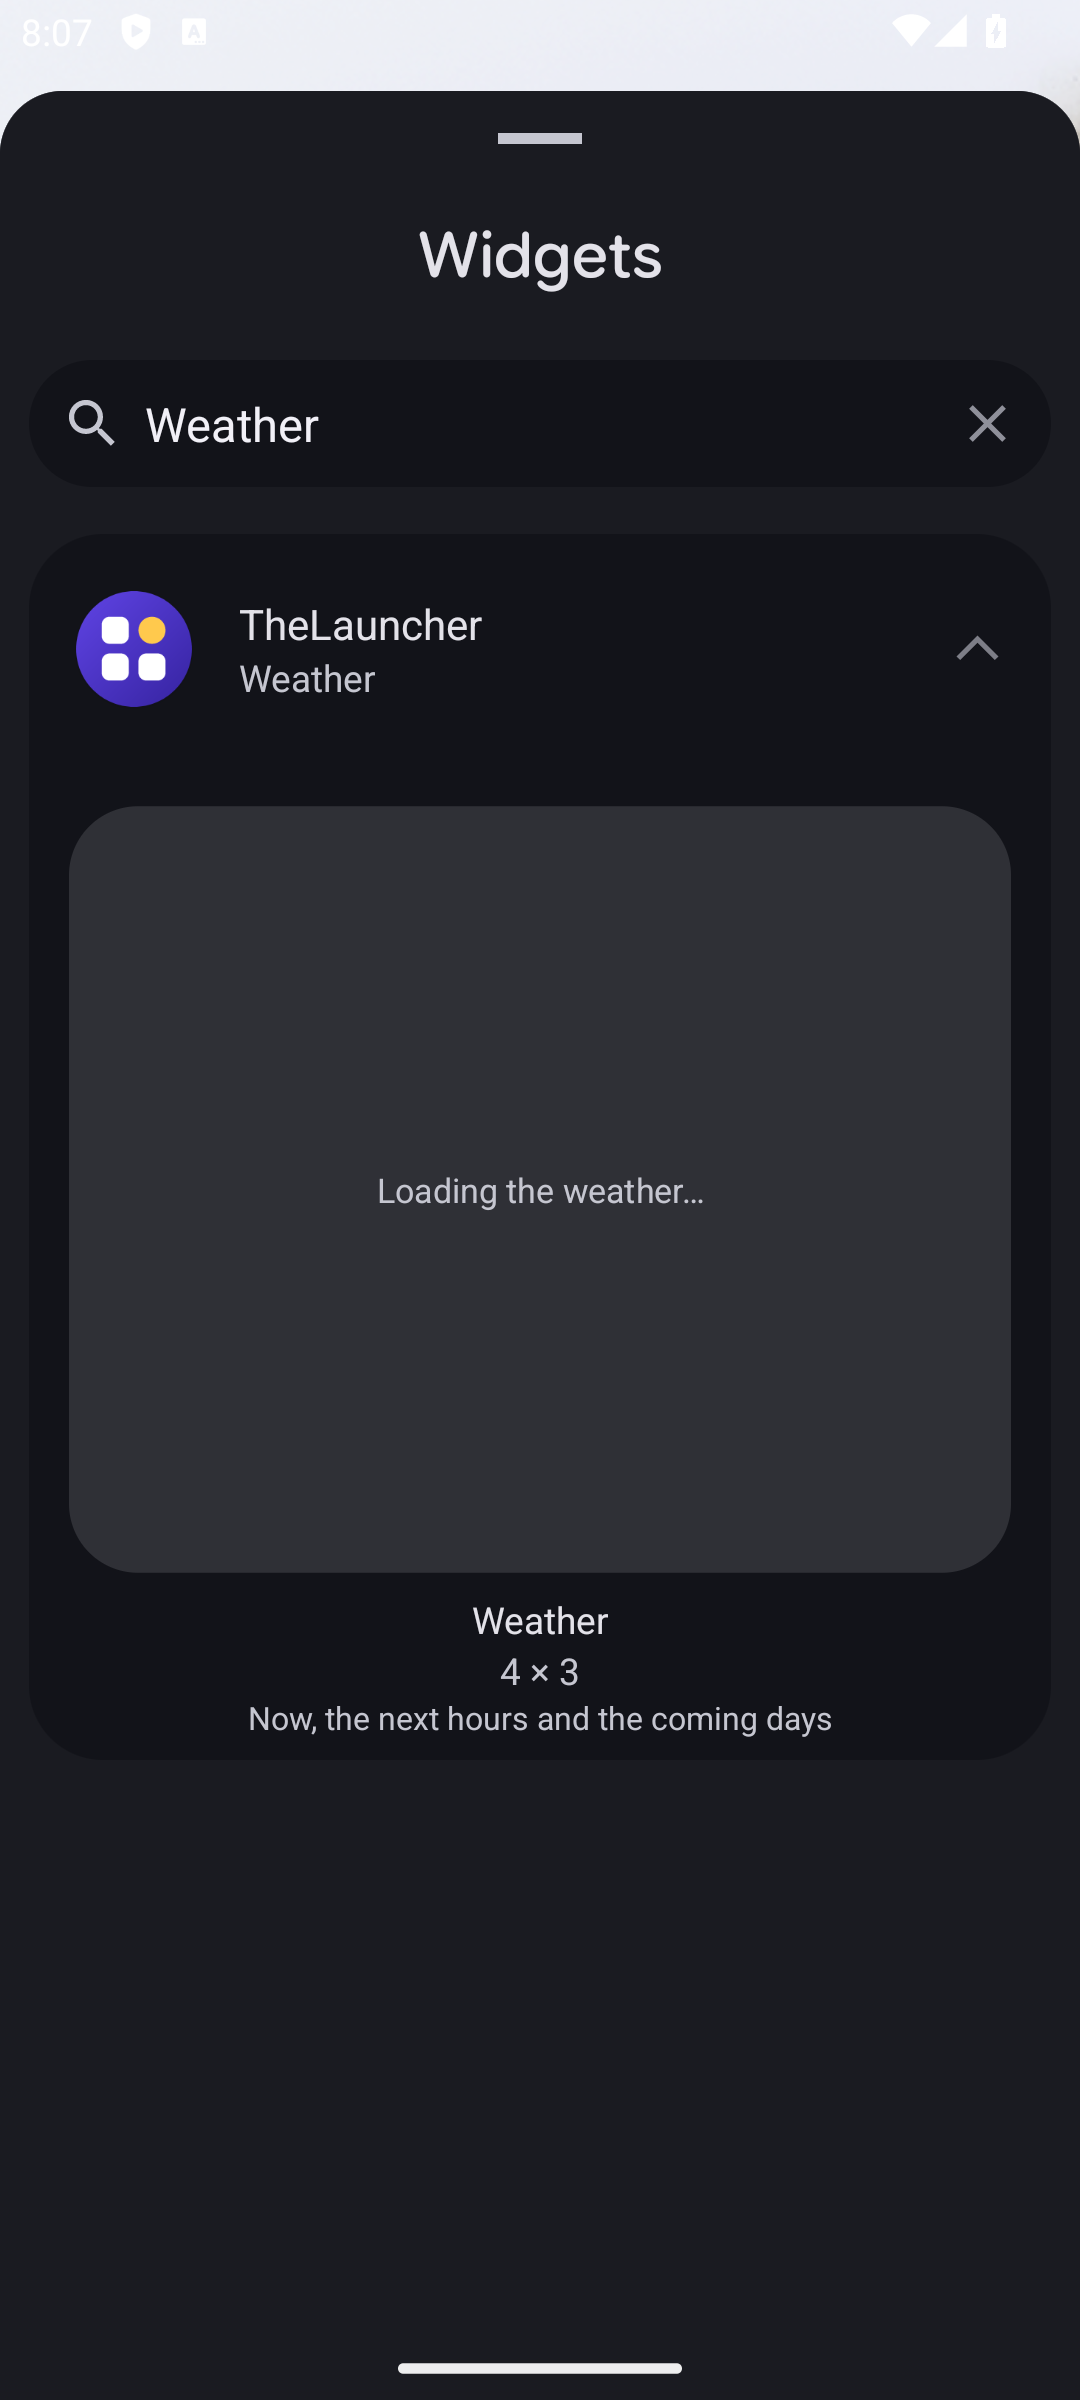 8:07
Widgets
Weather
TheLauncher
Weather
Loading the weather…
Weather
4 × 3
Now, the next hours and the coming days